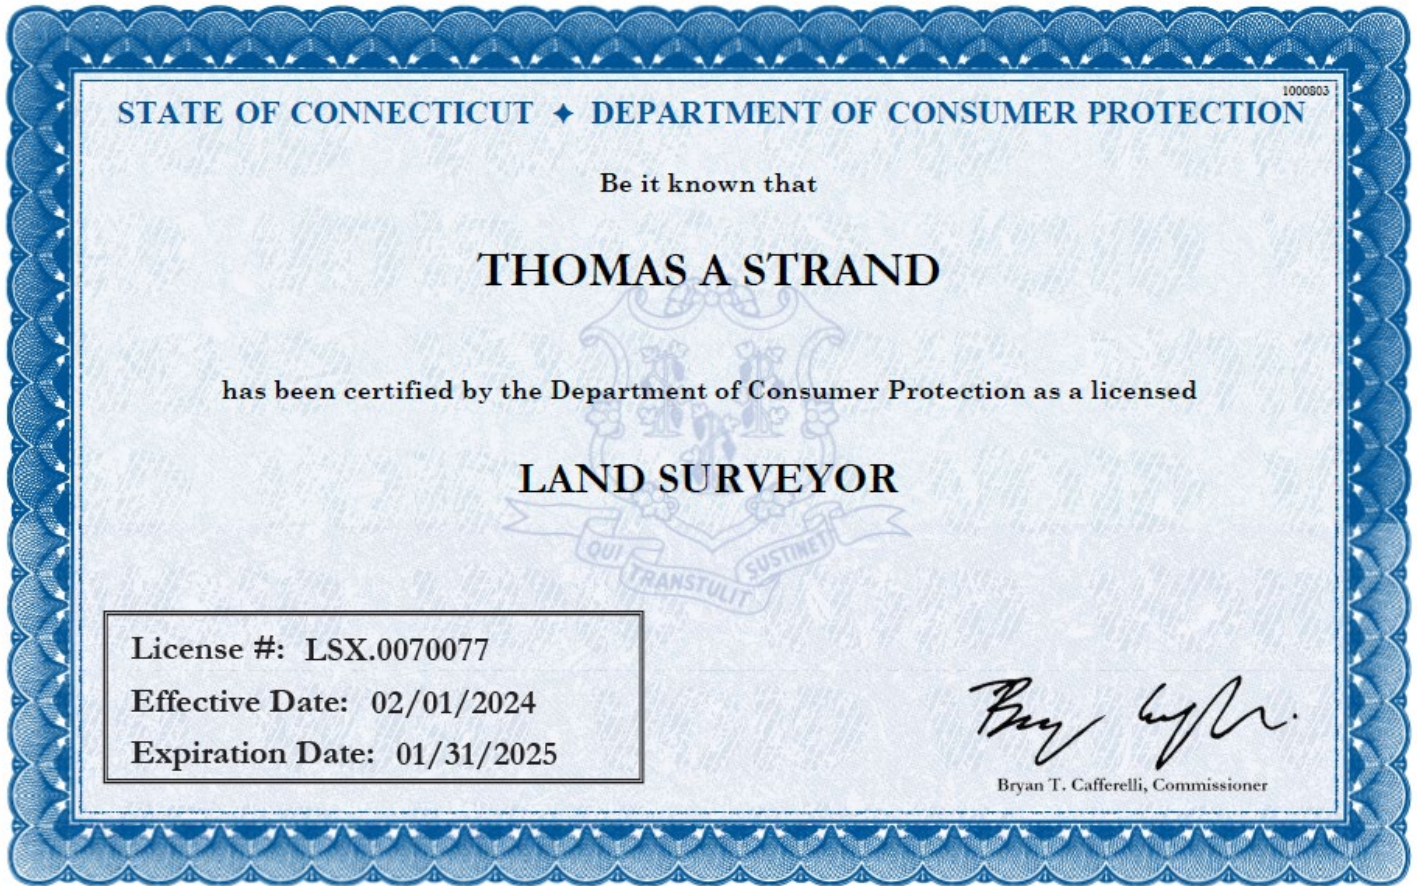 1000803
STATE OF CONNECTICUT ✦ DEPARTMENT OF CONSUMER PROTECTION
Be it known that
THOMAS A STRAND
has been certified by the Department of Consumer Protection as a licensed
LAND SURVEYOR
QUI TRANSTULIT SUSTINET
License #: LSX.0070077
Effective Date: 02/01/2024
Expiration Date: 01/31/2025
Bryan T. Cafferelli, Commissioner